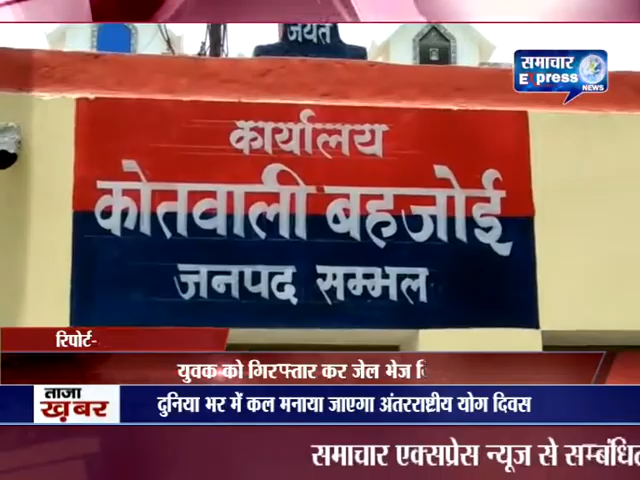 जयते
समाचार
Express
NEWS
कार्यालय
कोतवाली बहजोई
जनपद सम्भल
रिपोर्ट-
युवक को गिरफ्तार कर जेल भेज
ताजा
ख़बर
दुनिया भर में कल मनाया जाएगा अंतरराष्ट्रीय योग दिवस
समाचार एक्सप्रेस न्यूज से सम्बंधित